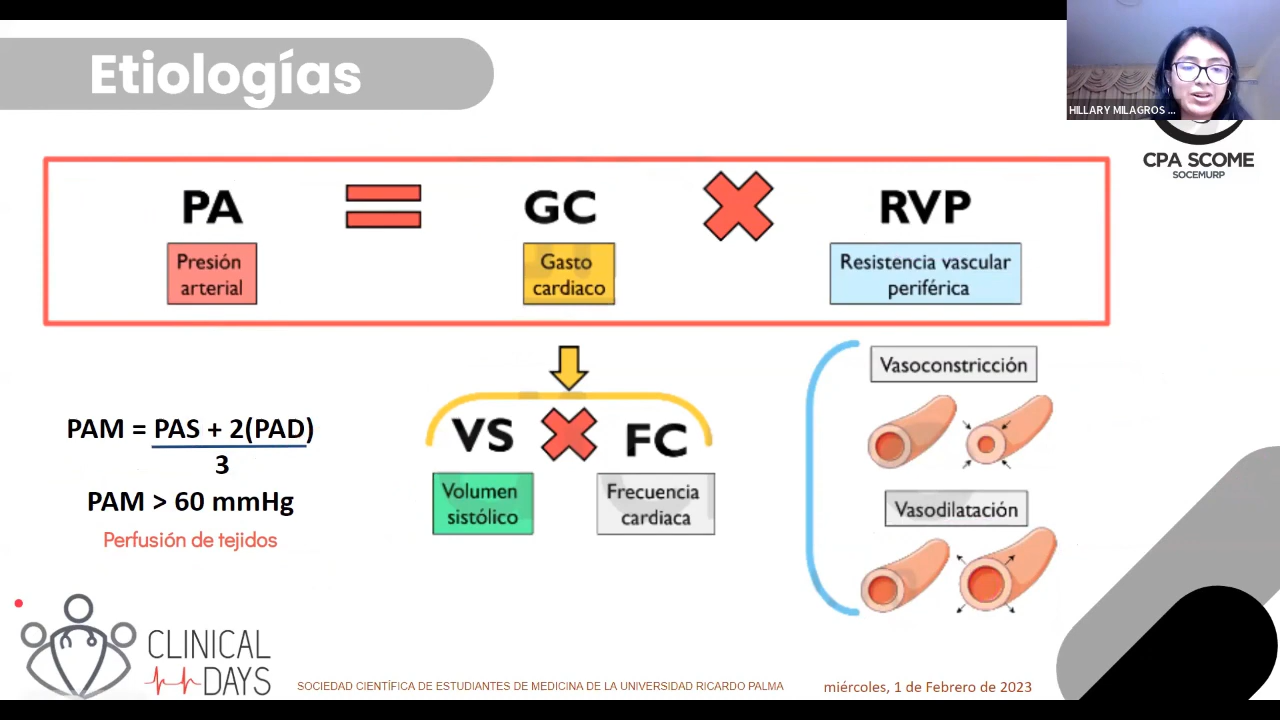 Etiologías
HILLARY MILAGROS ...
CPA SCOME
SOCEMURP
PA = GC X RVP
Presión
arterial
Gasto
cardiaco
Resistencia vascular
periférica
PAM = PAS + 2(PAD)
3
PAM > 60 mmHg
Perfusión de tejidos
VS X FC
Volumen
sistólico
Frecuencia
cardiaca
Vasoconstricción
Vasodilatación
CLINICAL
DAYS
SOCIEDAD CIENTÍFICA DE ESTUDIANTES DE MEDICINA DE LA UNIVERSIDAD RICARDO PALMA
miércoles, 1 de Febrero de 2023